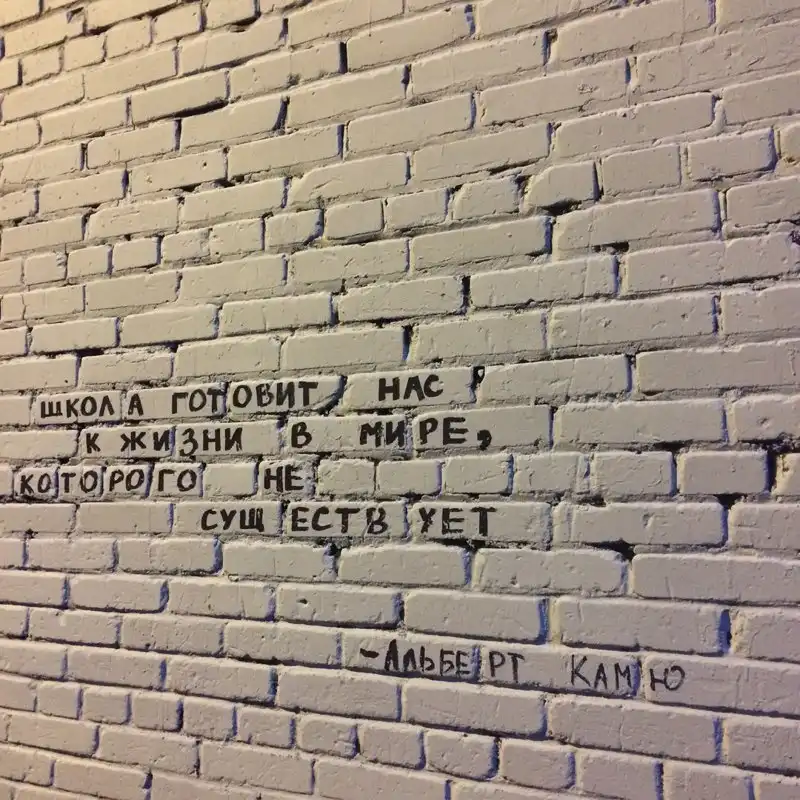 ШКОЛА ГОТОВИТ НАС
К ЖИЗНИ В МИРЕ,
КОТОРОГО НЕ
СУЩЕСТВУЕТ
-АЛЬБЕРТ КАМЮ